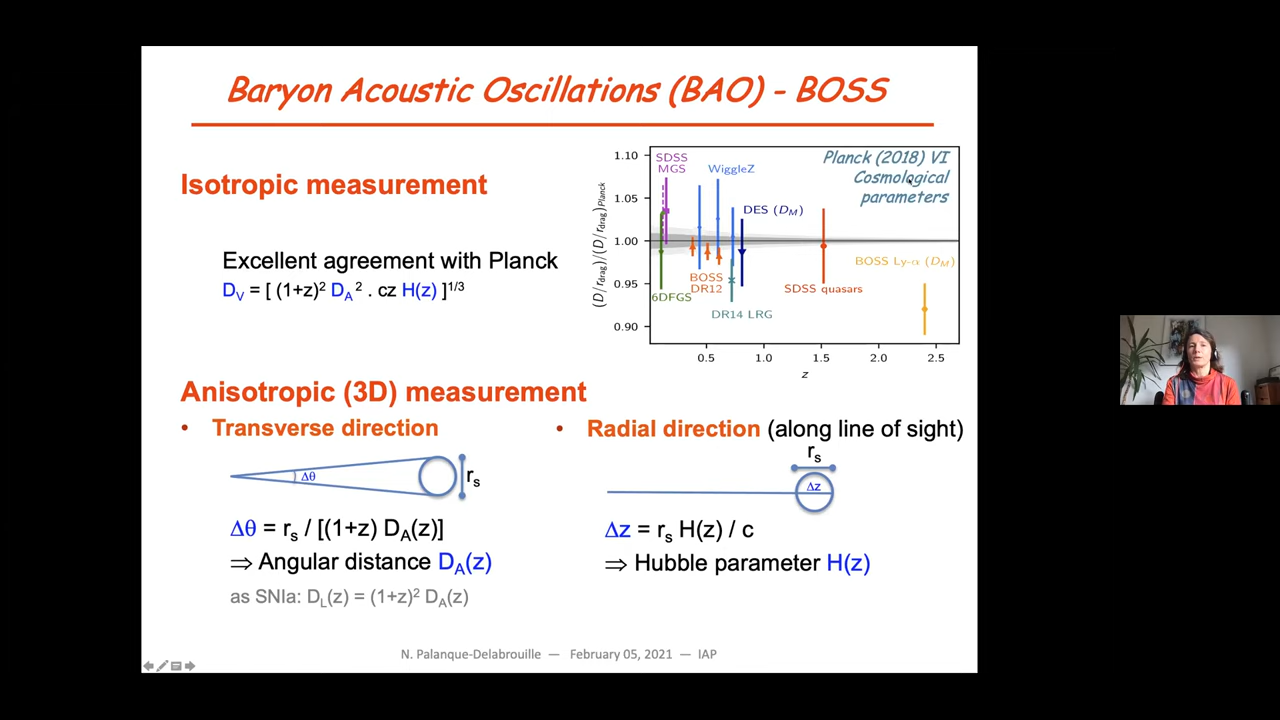 Baryon Acoustic Oscillations (BAO) - BOSS
Isotropic measurement
Excellent agreement with Planck
D_V = [ (1+z)² D_A² . cz H(z) ]^1/3
Planck (2018) VI
Cosmological
parameters
SDSS
MGS
WiggleZ
DES (D_M)
BOSS Ly-α (D_M)
BOSS
DR12
SDSS quasars
6DFGS
DR14 LRG
(D/r_drag)/(D/r_drag)_Planck
1.10
1.05
1.00
0.95
0.90
0.5 1.0 1.5 2.0 2.5
z
Anisotropic (3D) measurement
• Transverse direction
Δθ
r_s
Δθ = r_s / [(1+z) D_A(z)]
⇒ Angular distance D_A(z)
as SNIa: D_L(z) = (1+z)² D_A(z)
• Radial direction (along line of sight)
r_s
Δz
Δz = r_s H(z) / c
⇒ Hubble parameter H(z)
N. Palanque-Delabrouille — February 05, 2021 — IAP